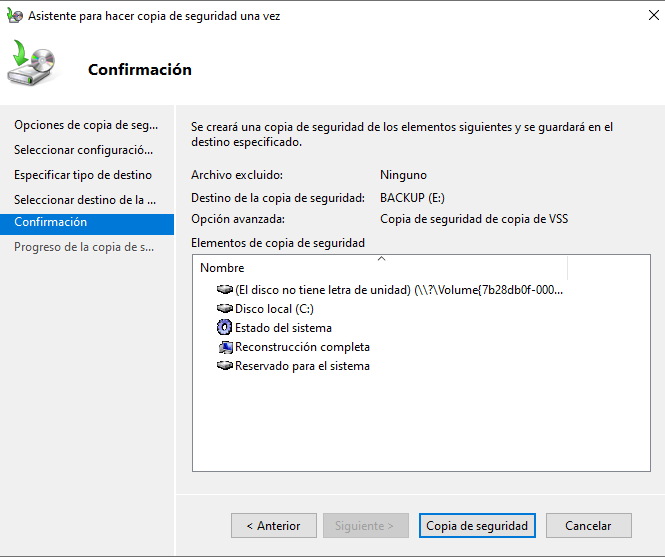 Asistente para hacer copia de seguridad una vez
Confirmación
Opciones de copia de seg...
Seleccionar configuració...
Especificar tipo de destino
Seleccionar destino de la ...
Confirmación
Progreso de la copia de s...
Se creará una copia de seguridad de los elementos siguientes y se guardará en el
destino especificado.
Archivo excluido: Ninguno
Destino de la copia de seguridad: BACKUP (E:)
Opción avanzada: Copia de seguridad de copia de VSS
Elementos de copia de seguridad
Nombre
(El disco no tiene letra de unidad) (\\?\Volume{7b28db0f-000...
Disco local (C:)
Estado del sistema
Reconstrucción completa
Reservado para el sistema
< Anterior Siguiente > Copia de seguridad Cancelar